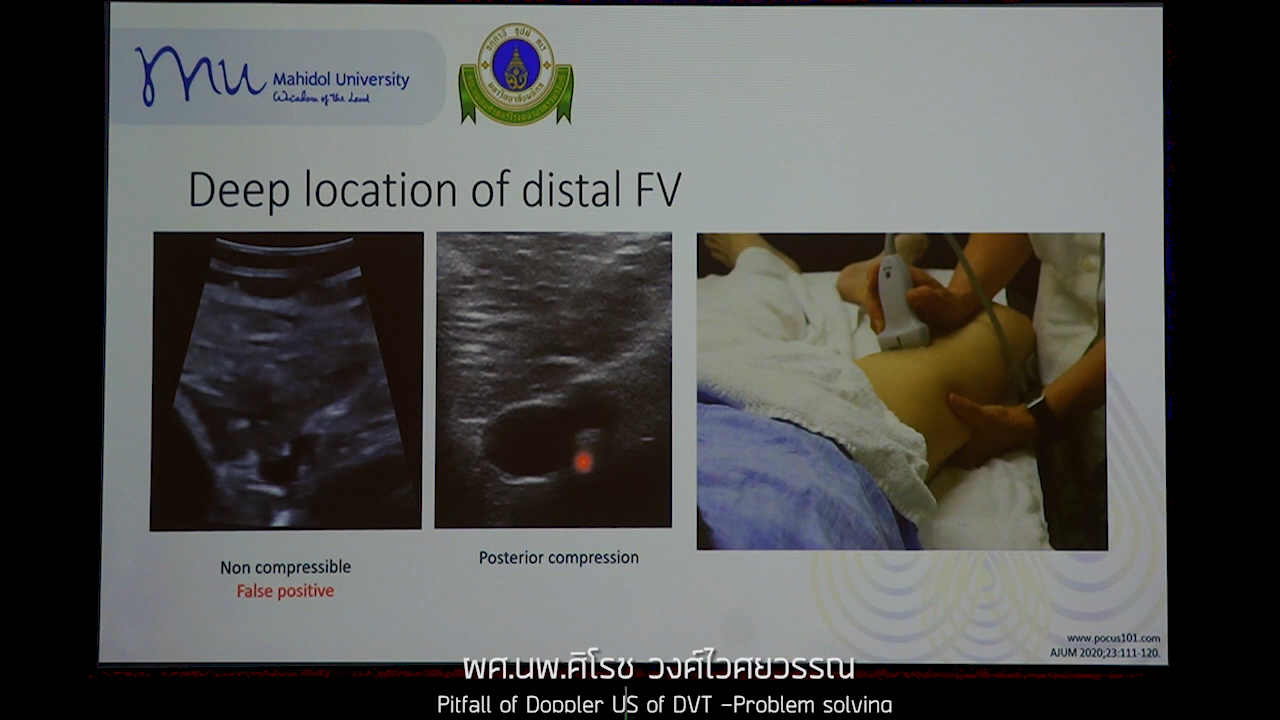 Mahidol University
Wisdom of the Land
Deep location of distal FV
Non compressible
False positive
Posterior compression
www.pocus101.com
AJUM 2020;23:111-120.
ผศ.นพ.ศิโรช วงศ์ไวศยวรรณ
Pitfall of Doppler US of DVT -Problem solving